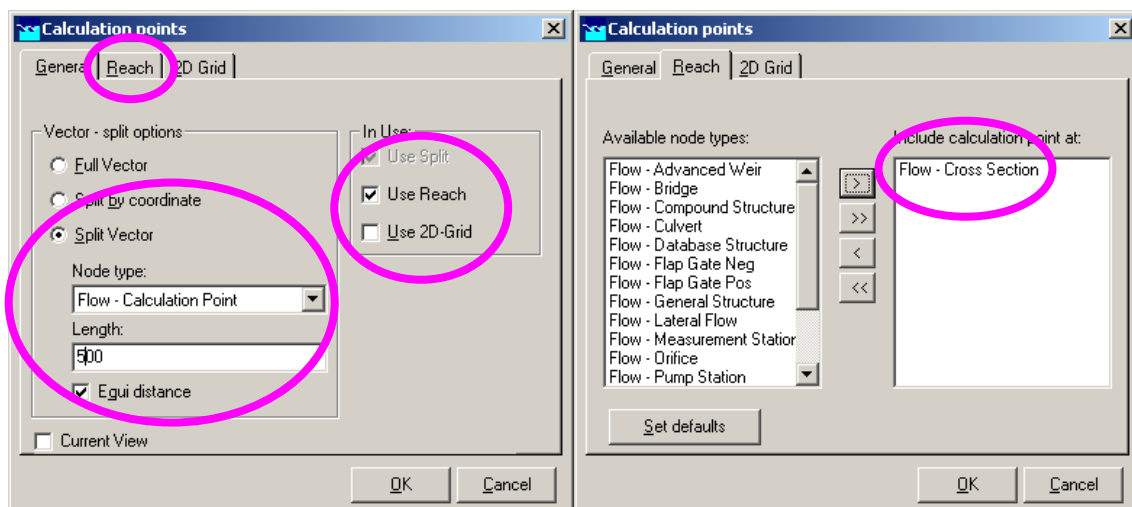 Calculation points
General Reach 2D Grid
Vector - split options
Full Vector
Split by coordinate
Split Vector
Node type:
Flow - Calculation Point
Length:
500
Equi distance
Current View
In Use:
Use Split
Use Reach
Use 2D-Grid
OK Cancel
Calculation points
General Reach 2D Grid
Available node types:
Flow - Advanced Weir
Flow - Bridge
Flow - Compound Structure
Flow - Culvert
Flow - Database Structure
Flow - Flap Gate Neg
Flow - Flap Gate Pos
Flow - General Structure
Flow - Lateral Flow
Flow - Measurement Station
Flow - Orifice
Flow - Pump Station
>
>>
<
<<
Include calculation point at:
Flow - Cross Section
Set defaults
OK Cancel